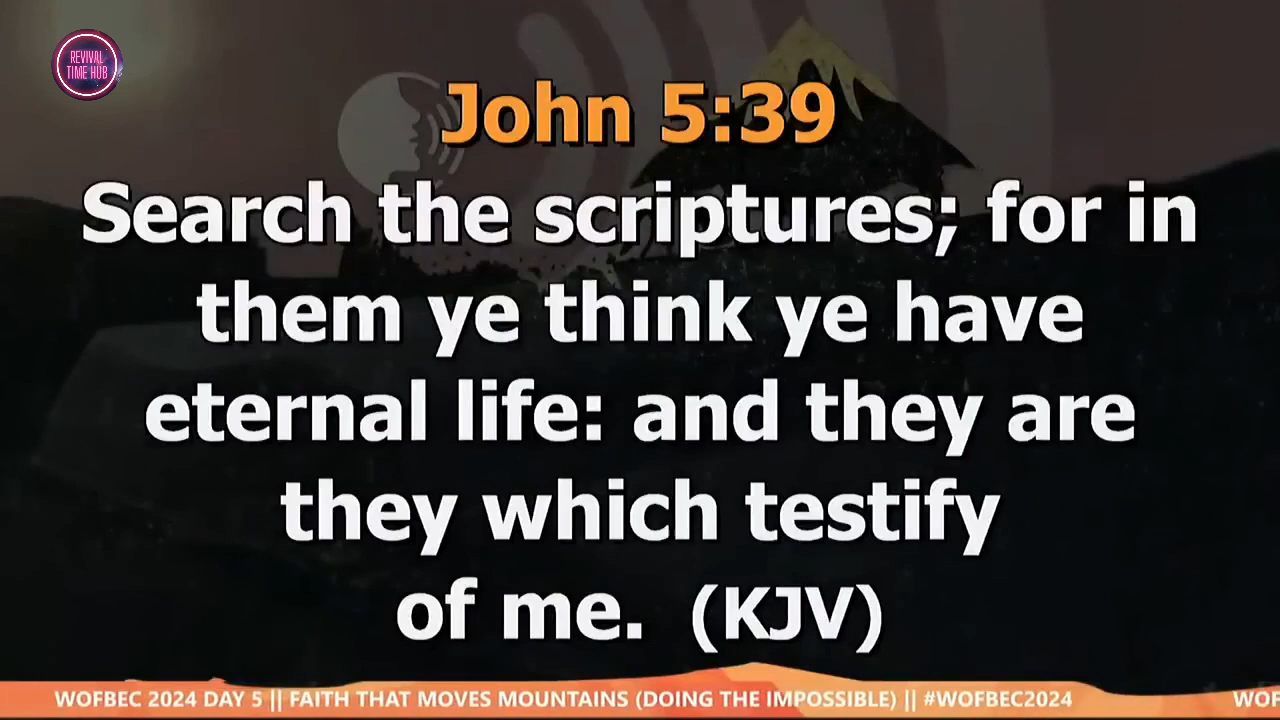 REVIVAL
TIME HUB
John 5:39
Search the scriptures; for in
them ye think ye have
eternal life: and they are
they which testify
of me.  (KJV)
WOFBEC 2024 DAY 5 || FAITH THAT MOVES MOUNTAINS (DOING THE IMPOSSIBLE) || #WOFBEC2024